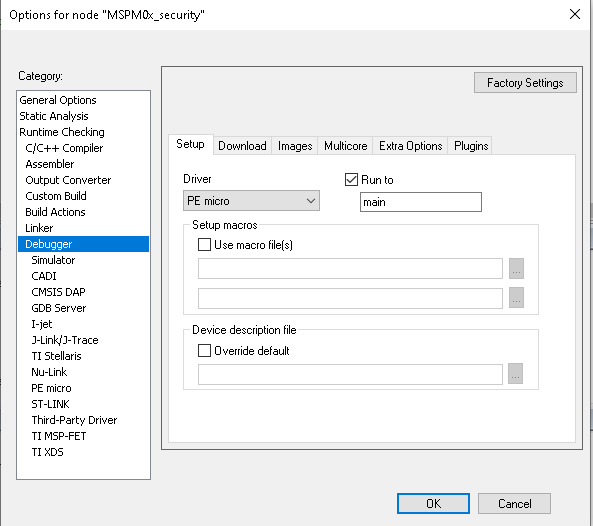 Options for node "MSPM0x_security"
Category:
General Options
Static Analysis
Runtime Checking
C/C++ Compiler
Assembler
Output Converter
Custom Build
Build Actions
Linker
Debugger
Simulator
CADI
CMSIS DAP
GDB Server
I-jet
J-Link/J-Trace
TI Stellaris
Nu-Link
PE micro
ST-LINK
Third-Party Driver
TI MSP-FET
TI XDS
Factory Settings
Setup Download Images Multicore Extra Options Plugins
Driver
PE micro
Run to
main
Setup macros
Use macro file(s)
...
...
Device description file
Override default
...
OK Cancel